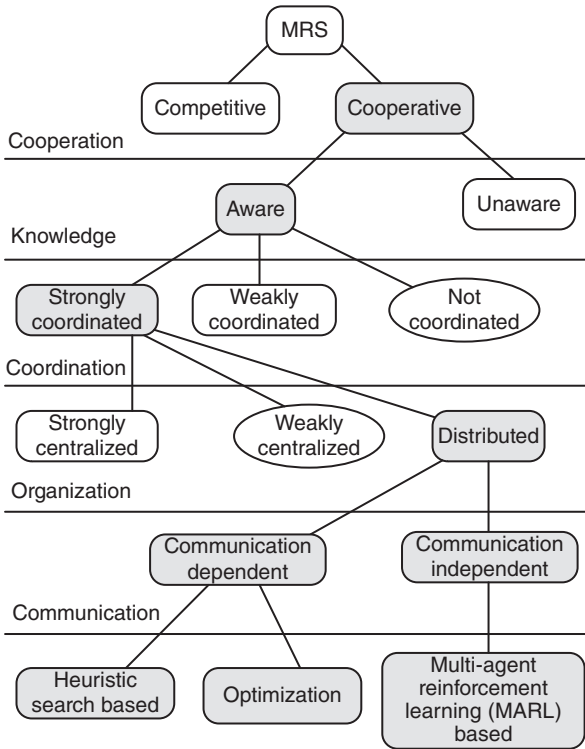 MRS
Competitive
Cooperative
Cooperation
Aware
Unaware
Knowledge
Strongly
coordinated
Weakly
coordinated
Not
coordinated
Coordination
Strongly
centralized
Weakly
centralized
Distributed
Organization
Communication
dependent
Communication
independent
Communication
Heuristic
search based
Optimization
Multi-agent
reinforcement
learning (MARL)
based